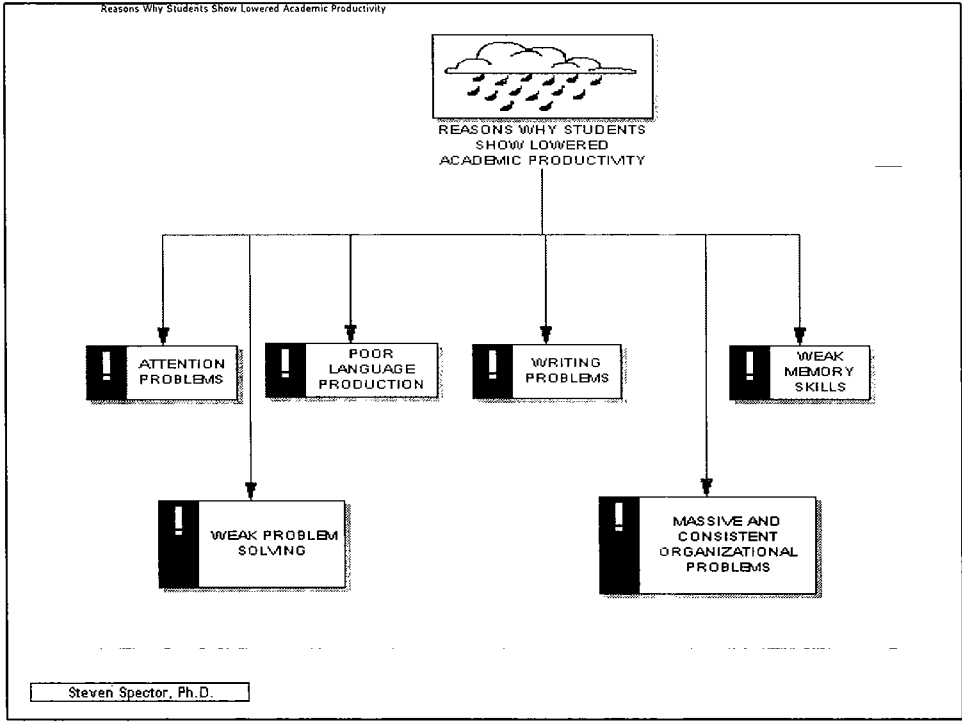 Reasons Why Students Show Lowered Academic Productivity
REASONS WHY STUDENTS
SHOW LOWERED
ACADEMIC PRODUCTIVITY
ATTENTION
PROBLEMS
POOR
LANGUAGE
PRODUCTION
WRITING
PROBLEMS
WEAK
MEMORY
SKILLS
WEAK PROBLEM
SOLVING
MASSIVE AND
CONSISTENT
ORGANIZATIONAL
PROBLEMS
Steven Spector, Ph.D.